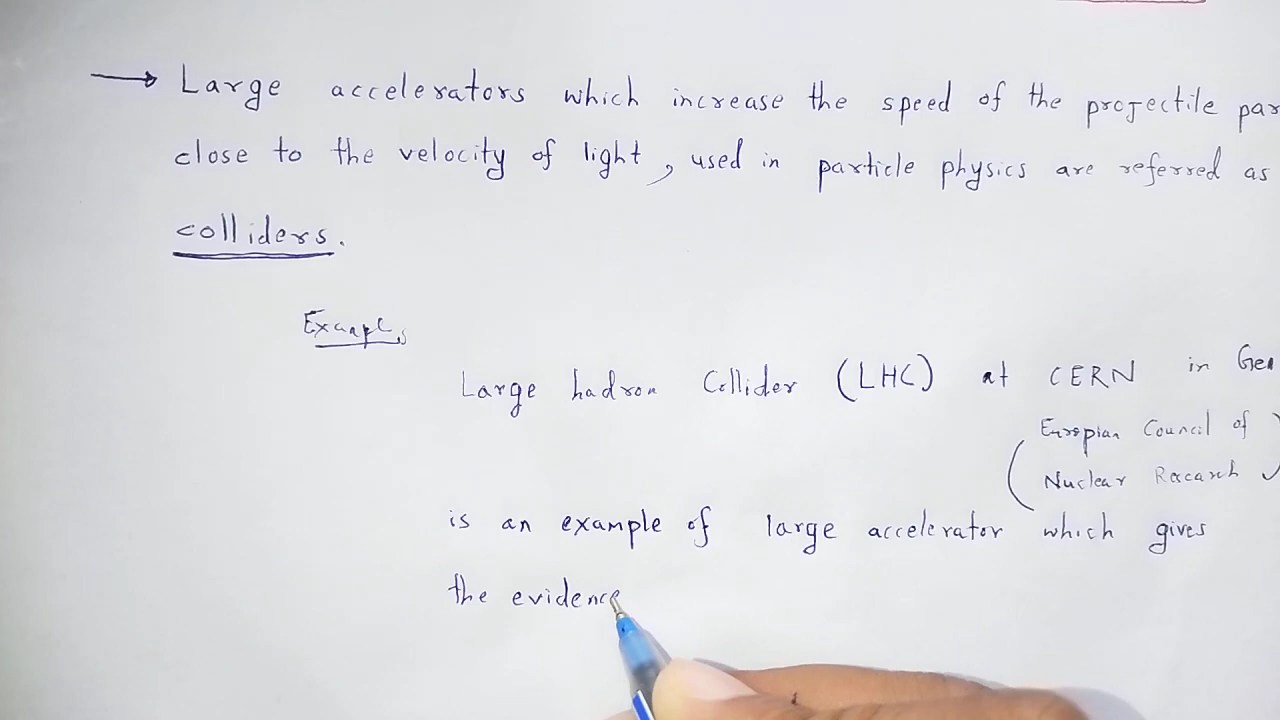 → Large accelerators which increase the speed of the projectile par
close to the velocity of light, used in particle physics are referred as
colliders.
Example,
Large hadron Collider (LHC) at CERN in Gen
(Europian Council of
Nuclear Research)
is an example of large accelerator which gives
the evidence